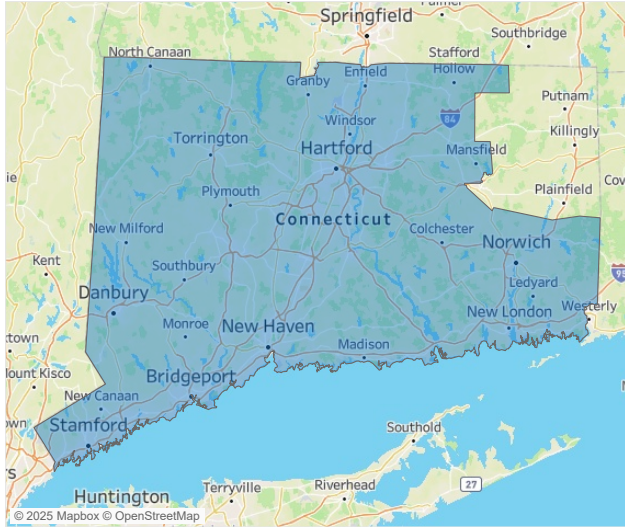 Springfield
Palmer
Southbridge
North Canaan
Stafford
Hollow
Granby
Enfield
Putnam
Windsor
84
Torrington
Killingly
Hartford
Mansfield
ie
Plymouth
Plainfield
Cov
Connecticut
New Milford
Colchester
Norwich
Kent
Southbury
95
Danbury
Ledyard
Monroe
New London
Westerly
New Haven
town
Madison
ount Kisco
Bridgeport
New Canaan
own
Stamford
Southold
rs
27
Huntington
Terryville
Riverhead
© 2025 Mapbox © OpenStreetMap